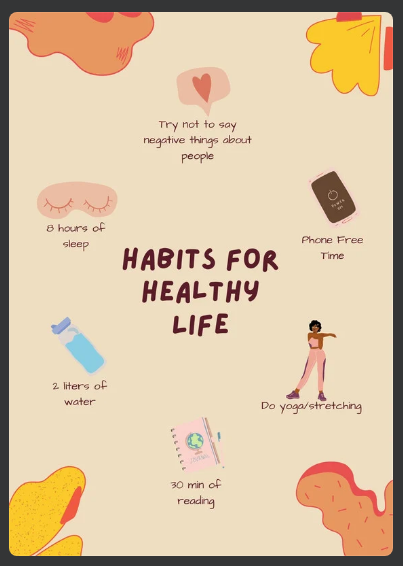 Try not to say
negative things about
people
8 hours of
sleep
Phone Free
Time
HABITS FOR
HEALTHY
LIFE
2 liters of
water
Do yoga/stretching
30 min of
reading